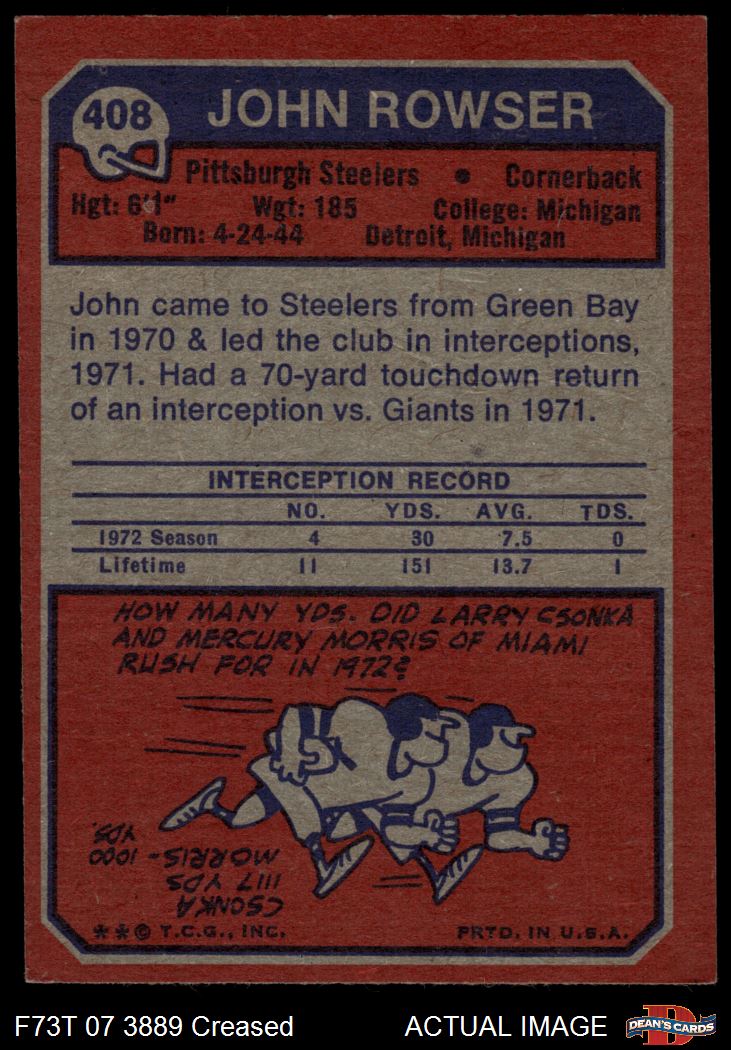 408
JOHN ROWSER
Pittsburgh Steelers • Cornerback
Hgt: 6'1" Wgt: 185 College: Michigan
Born: 4-24-44 Detroit, Michigan
John came to Steelers from Green Bay
in 1970 & led the club in interceptions,
1971. Had a 70-yard touchdown return
of an interception vs. Giants in 1971.
INTERCEPTION RECORD
NO. YDS. AVG. TDS.
1972 Season 4 30 7.5 0
Lifetime 11 151 13.7 1
HOW MANY YDS. DID LARRY CSONKA
AND MERCURY MORRIS OF MIAMI
RUSH FOR IN 1972?
CSONKA
1117 YDS
MORRIS - 1000
YDS.
**© T.C.G., INC. PRTD. IN U.S.A.
F73T 07 3889 Creased ACTUAL IMAGE
D
DEAN'S CARDS